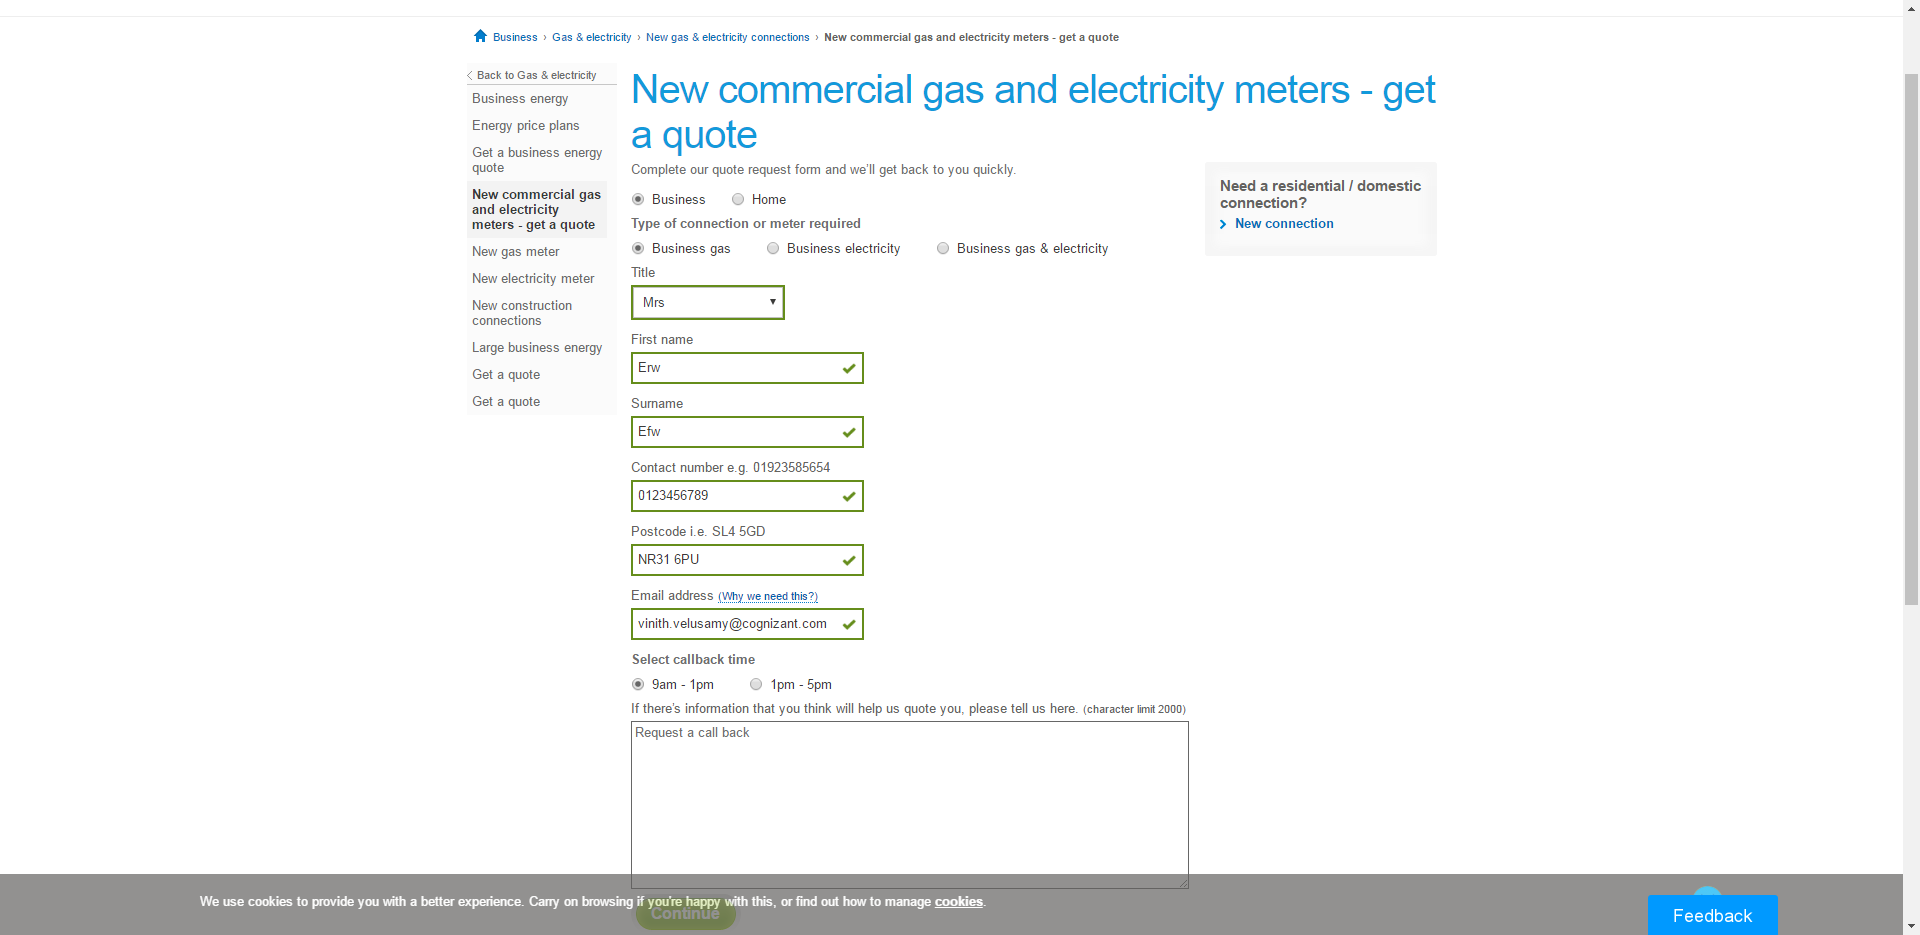 Business › Gas & electricity › New gas & electricity connections › New commercial gas and electricity meters - get a quote
Back to Gas & electricity
Business energy
Energy price plans
Get a business energy
quote
New commercial gas
and electricity
meters - get a quote
New gas meter
New electricity meter
New construction
connections
Large business energy
Get a quote
Get a quote
New commercial gas and electricity meters - get
a quote
Complete our quote request form and we'll get back to you quickly.
Business Home
Type of connection or meter required
Business gas Business electricity Business gas & electricity
Title
Mrs
First name
Erw
Surname
Efw
Contact number e.g. 01923585654
0123456789
Postcode i.e. SL4 5GD
NR31 6PU
Email address (Why we need this?)
vinith.velusamy@cognizant.com
Select callback time
9am - 1pm 1pm - 5pm
If there's information that you think will help us quote you, please tell us here. (character limit 2000)
Request a call back
Need a residential / domestic
connection?
New connection
We use cookies to provide you with a better experience. Carry on browsing if you're happy with this, or find out how to manage cookies.
Continue
Feedback